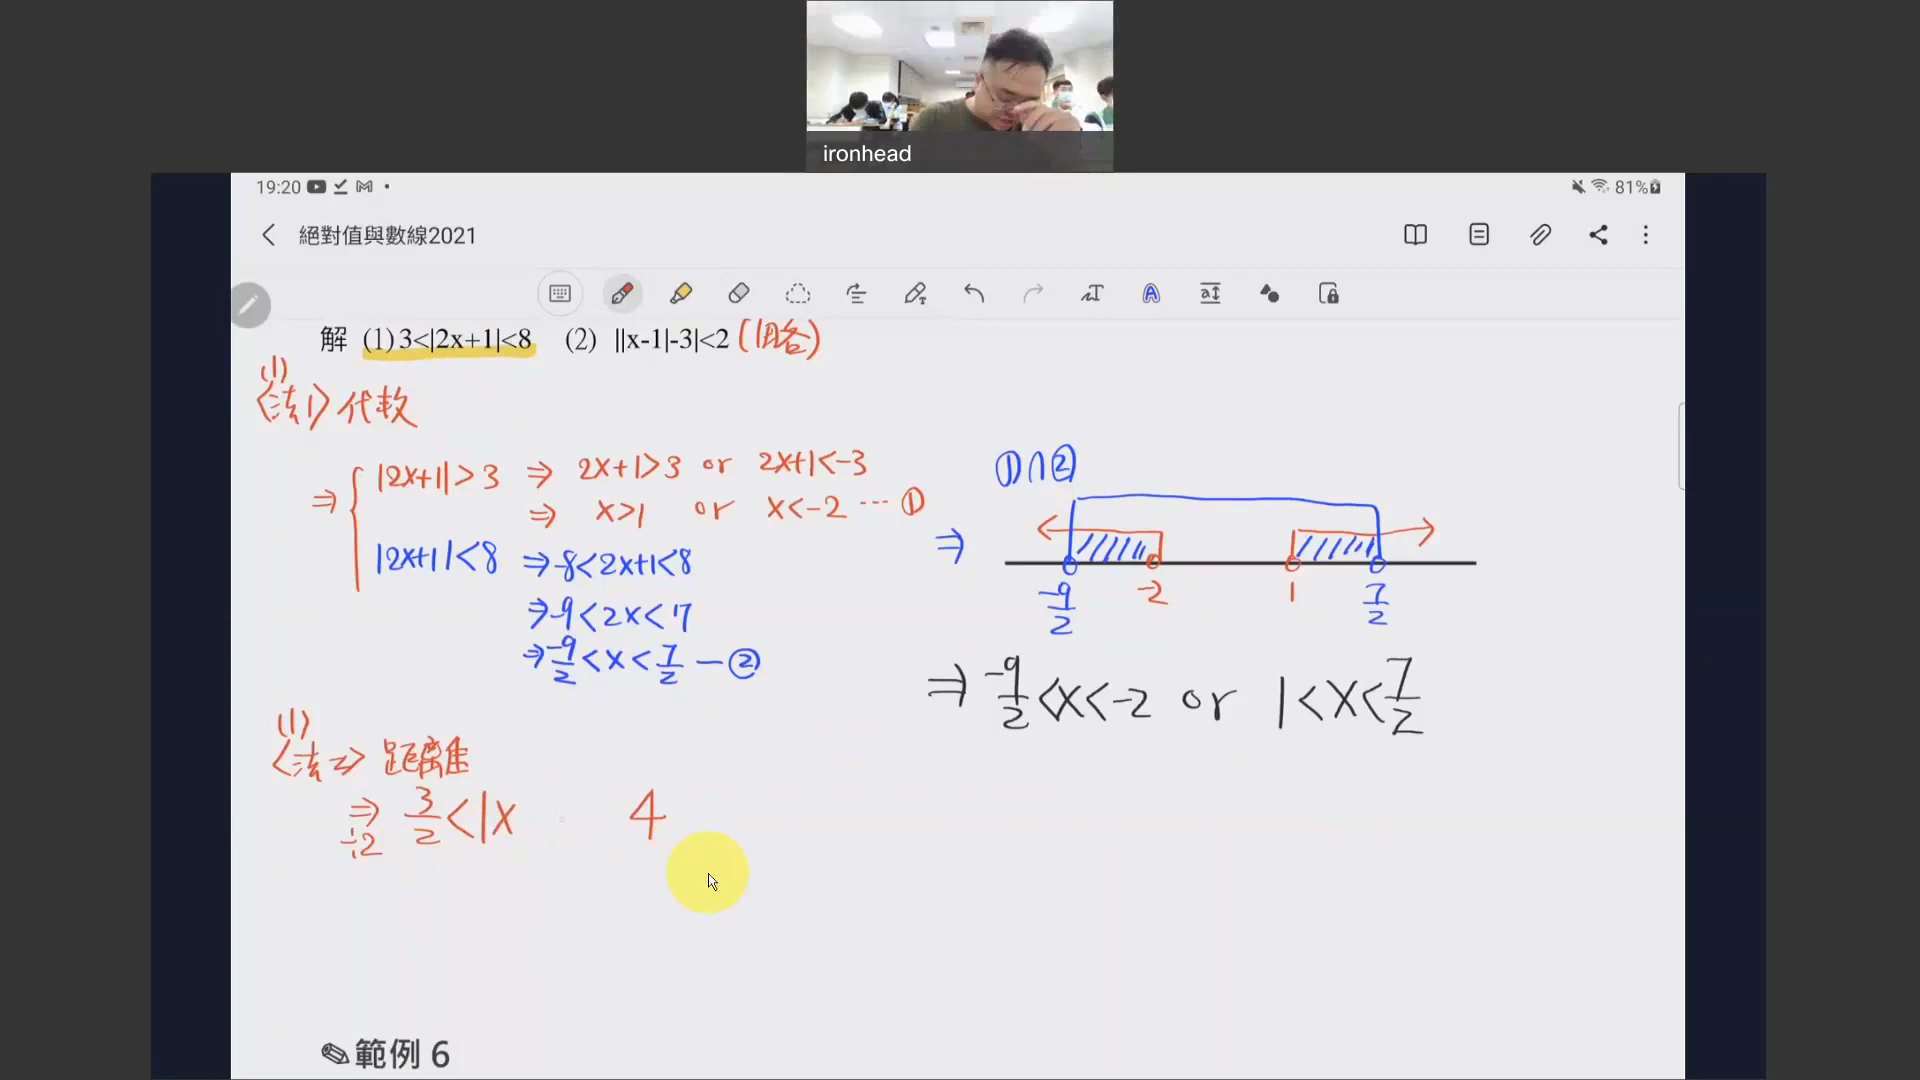 ironhead
19:20
81%
絕對值與數線2021
解 (1) 3<|2x+1|<8 (2) ||x-1|-3|<2 (略)
(1)
<法1> 代數
⇒ { |2x+1|>3 ⇒ 2x+1>3 or 2x+1<-3
⇒ x>1 or x<-2 ⋯ ①
|2x+1|<8 ⇒ -8<2x+1<8
⇒ -9<2x<7
⇒ -9/2<x<7/2 — ②
①∩②
⇒
-9/2 -2 1 7/2
⇒ -9/2<x<-2 or 1<x<7/2
(1)
<法2> 距離
⇒ 3/2<|x 4
÷2
範例 6